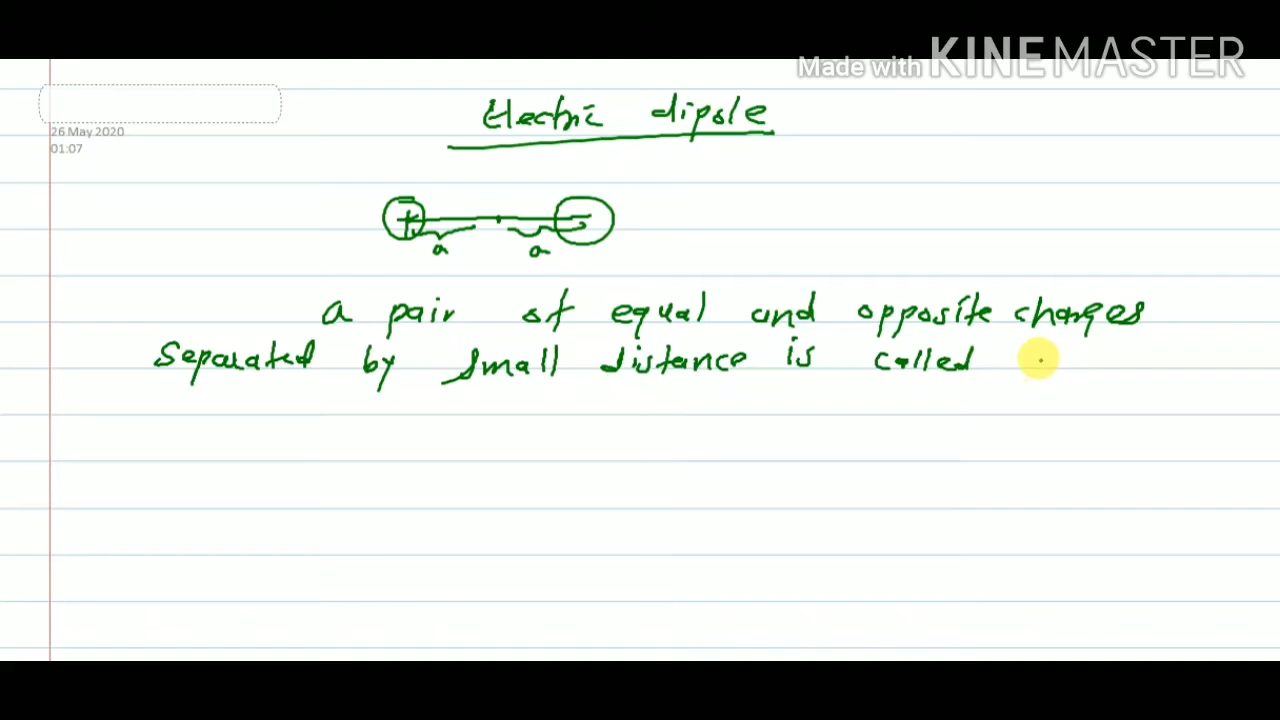 Made with KINEMASTER
Electric dipole
26 May 2020
01:07
a a
a pair of equal and opposite charges
separated by small distance is called